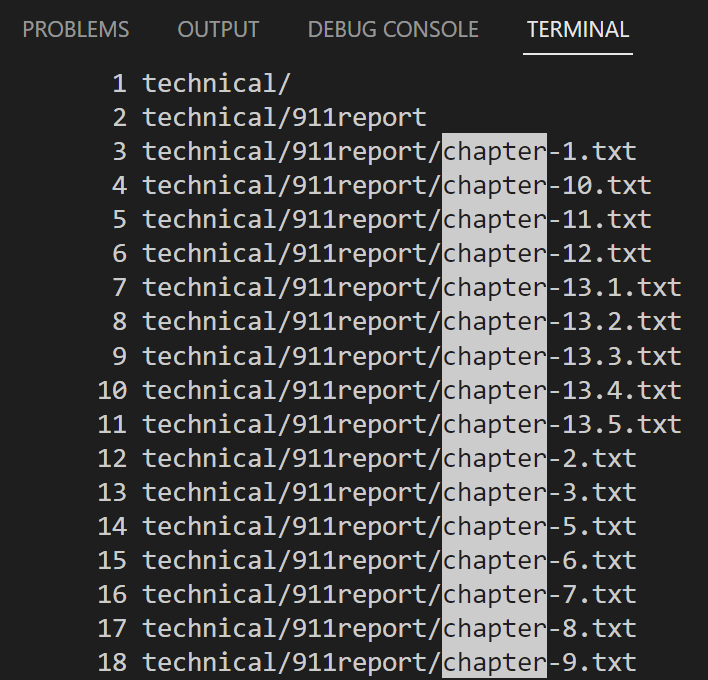 PROBLEMS OUTPUT DEBUG CONSOLE TERMINAL
1 technical/
2 technical/911report
3 technical/911report/chapter-1.txt
4 technical/911report/chapter-10.txt
5 technical/911report/chapter-11.txt
6 technical/911report/chapter-12.txt
7 technical/911report/chapter-13.1.txt
8 technical/911report/chapter-13.2.txt
9 technical/911report/chapter-13.3.txt
10 technical/911report/chapter-13.4.txt
11 technical/911report/chapter-13.5.txt
12 technical/911report/chapter-2.txt
13 technical/911report/chapter-3.txt
14 technical/911report/chapter-5.txt
15 technical/911report/chapter-6.txt
16 technical/911report/chapter-7.txt
17 technical/911report/chapter-8.txt
18 technical/911report/chapter-9.txt